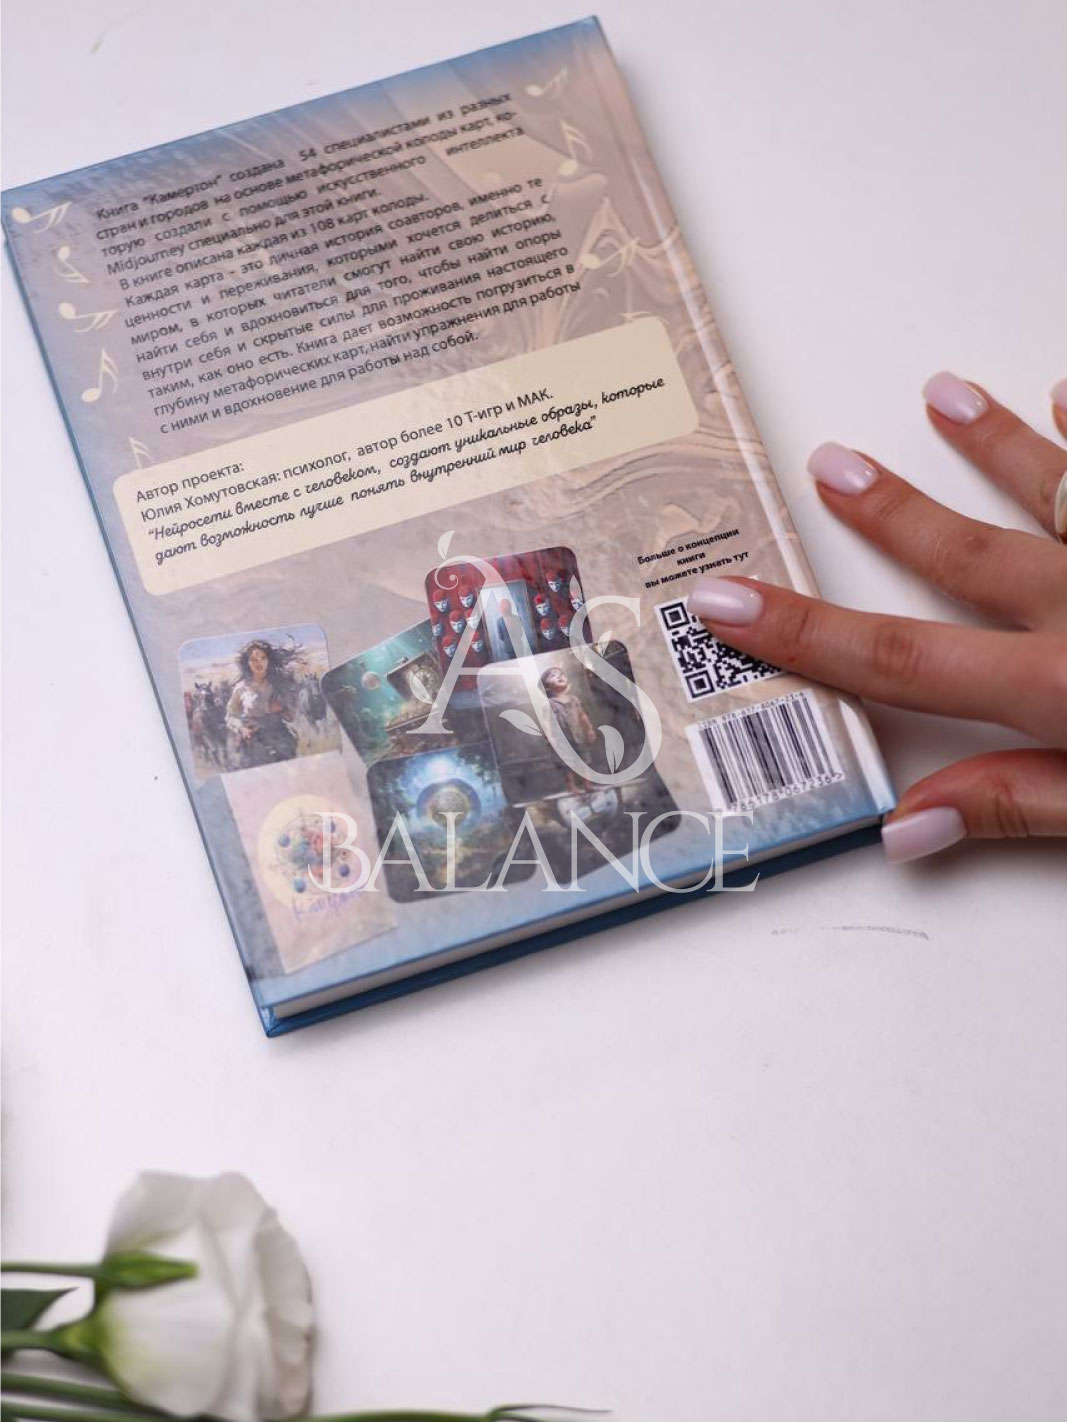 Книга "Камертон" создана 54 специалистами из разных
стран и городов на основе метафорической колоды карт, ко-
торую создали с помощью искусственного интеллекта
Midjourney специально для этой книги.
В книге описана каждая из 108 карт колоды.
Каждая карта - это личная история соавторов, именно те
ценности и переживания, которыми хочется делиться с
миром, в которых читатели смогут найти свою историю,
найти себя и вдохновиться для того, чтобы найти опоры
внутри себя и скрытые силы для проживания настоящего
таким, как оно есть. Книга дает возможность погрузиться в
глубину метафорических карт, найти упражнения для работы
с ними и вдохновение для работы над собой.
Автор проекта:
Юлия Хомутовская: психолог, автор более 10 Т-игр и МАК.
"Нейросети вместе с человеком, создают уникальные образы, которые
дают возможность лучше понять внутренний мир человека"
Больше о концепции
книги
вы можете узнать тут
AS
BALANCE